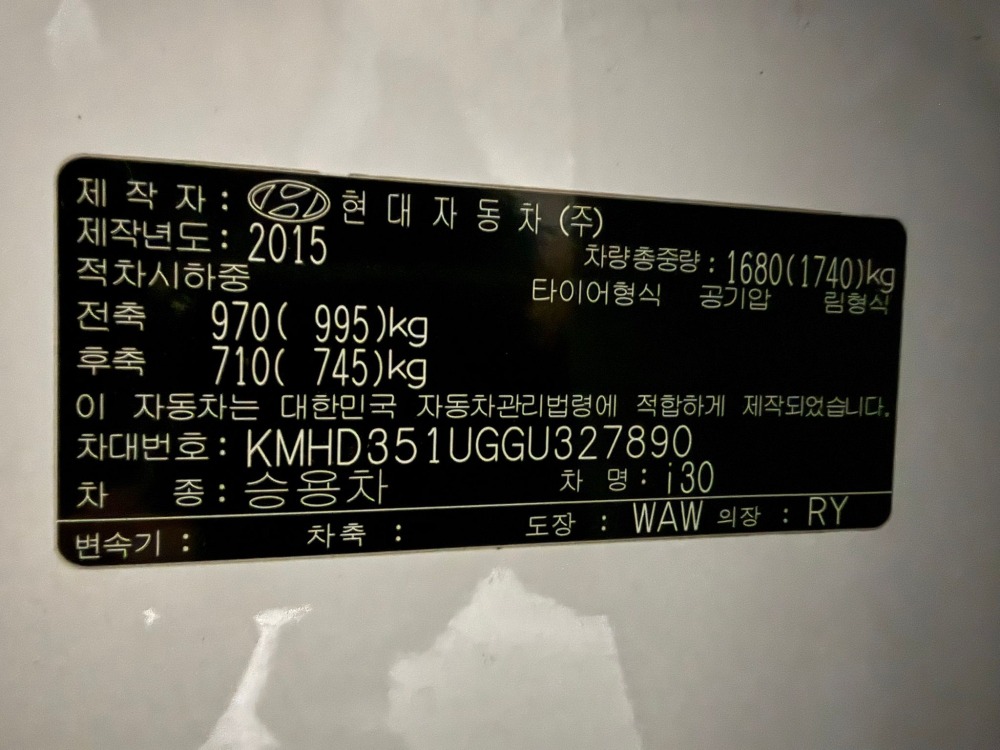 제 작 자 : 현 대 자 동 차 (주)
제작년도 : 2015 차량총중량 : 1680(1740)kg
적차시하중 타이어형식 공기압 림형식
전축 970( 995)kg
후축 710( 745)kg
이 자동차는 대한민국 자동차관리법령에 적합하게 제작되었습니다.
차대번호 : KMHD351UGGU327890
차 종 : 승용차 차 명 : i30
변속기 : 차축 : 도장 : WAW 의장 : RY